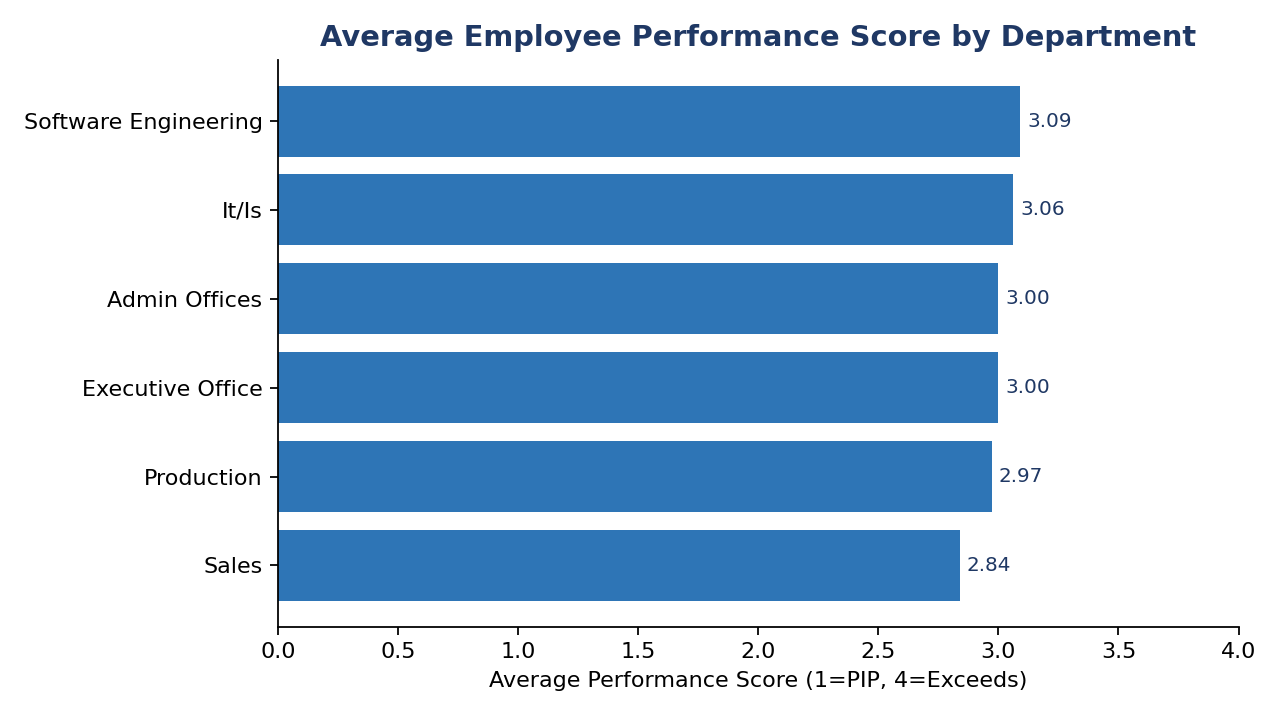 Average Employee Performance Score by Department
Software Engineering 3.09
It/Is 3.06
Admin Offices 3.00
Executive Office 3.00
Production 2.97
Sales 2.84
0.0 0.5 1.0 1.5 2.0 2.5 3.0 3.5 4.0
Average Performance Score (1=PIP, 4=Exceeds)